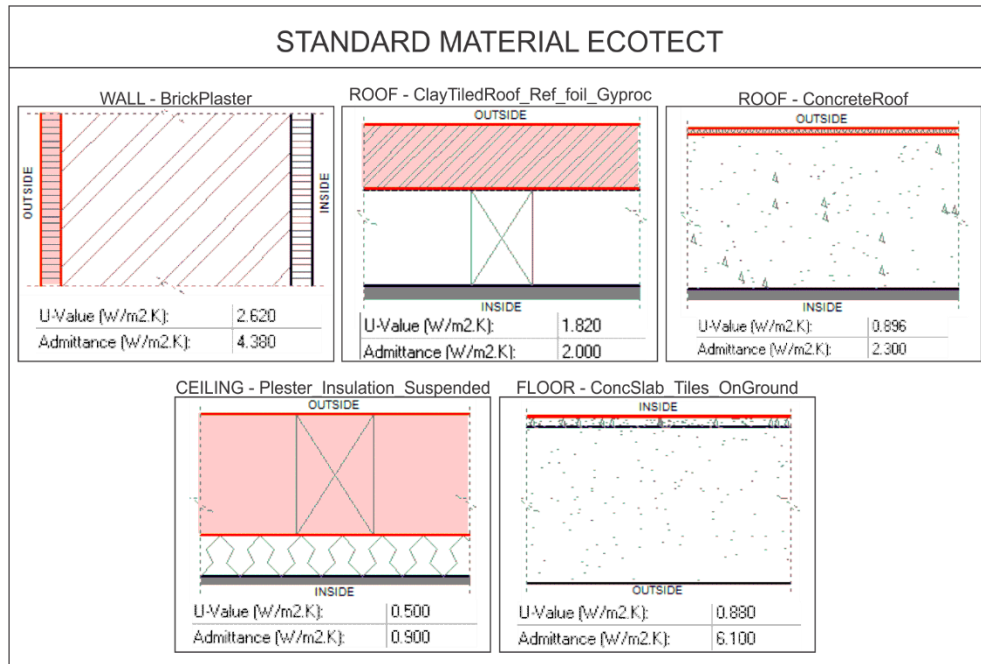 STANDARD MATERIAL ECOTECT
WALL - BrickPlaster
OUTSIDE
INSIDE
U-Value (W/m2.K): 2.620
Admittance (W/m2.K): 4.380
ROOF - ClayTiledRoof_Ref_foil_Gyproc
OUTSIDE
INSIDE
U-Value (W/m2.K): 1.820
Admittance (W/m2.K): 2.000
ROOF - ConcreteRoof
OUTSIDE
INSIDE
U-Value (W/m2.K): 0.896
Admittance (W/m2.K): 2.300
CEILING - Plester_Insulation_Suspended
OUTSIDE
INSIDE
U-Value (W/m2.K): 0.500
Admittance (W/m2.K): 0.900
FLOOR - ConcSlab_Tiles_OnGround
INSIDE
OUTSIDE
U-Value (W/m2.K): 0.880
Admittance (W/m2.K): 6.100